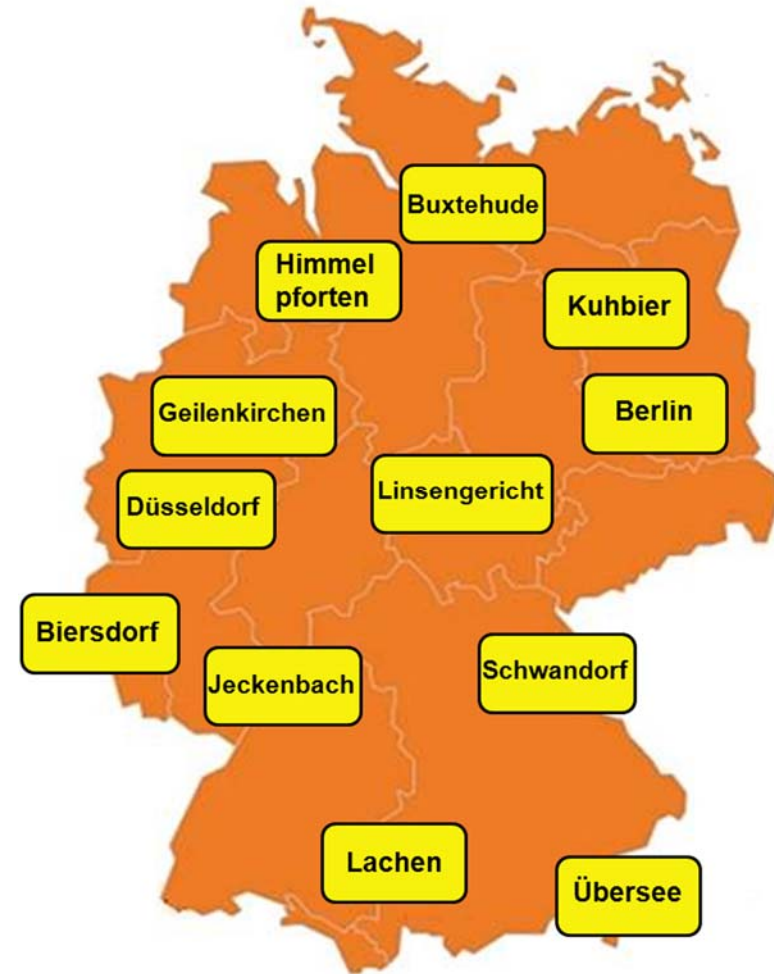 Buxtehude
Himmel
pforten
Kuhbier
Geilenkirchen
Berlin
Linsengericht
Düsseldorf
Biersdorf
Jeckenbach
Schwandorf
Lachen
Übersee